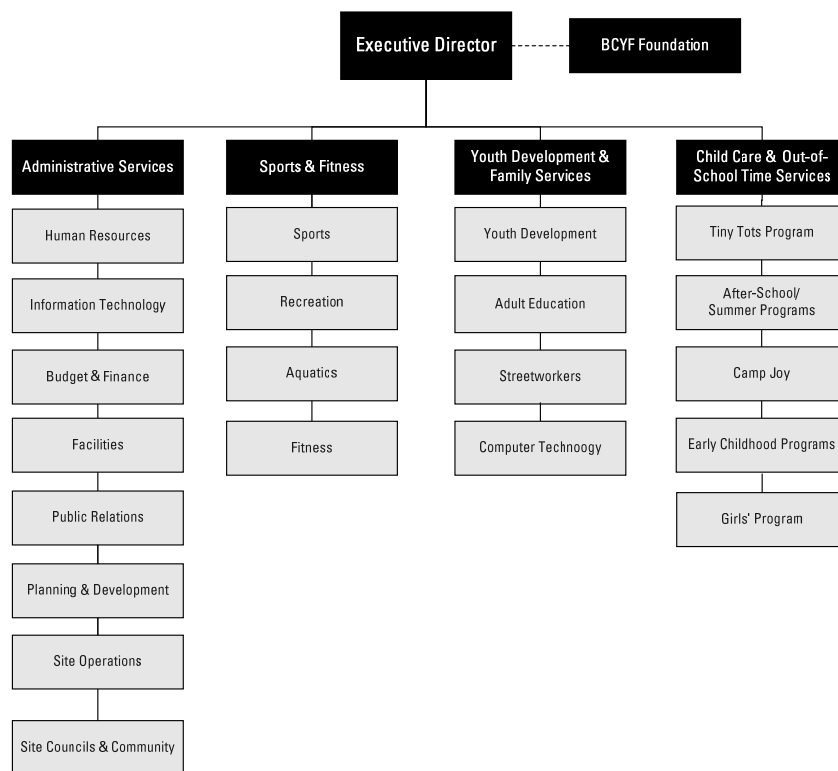 Executive Director
BCYF Foundation
Administrative Services
Human Resources
Information Technology
Budget & Finance
Facilities
Public Relations
Planning & Development
Site Operations
Site Councils & Community
Sports & Fitness
Sports
Recreation
Aquatics
Fitness
Youth Development &
Family Services
Youth Development
Adult Education
Streetworkers
Computer Technoogy
Child Care & Out-of-
School Time Services
Tiny Tots Program
After-School/
Summer Programs
Camp Joy
Early Childhood Programs
Girls' Program